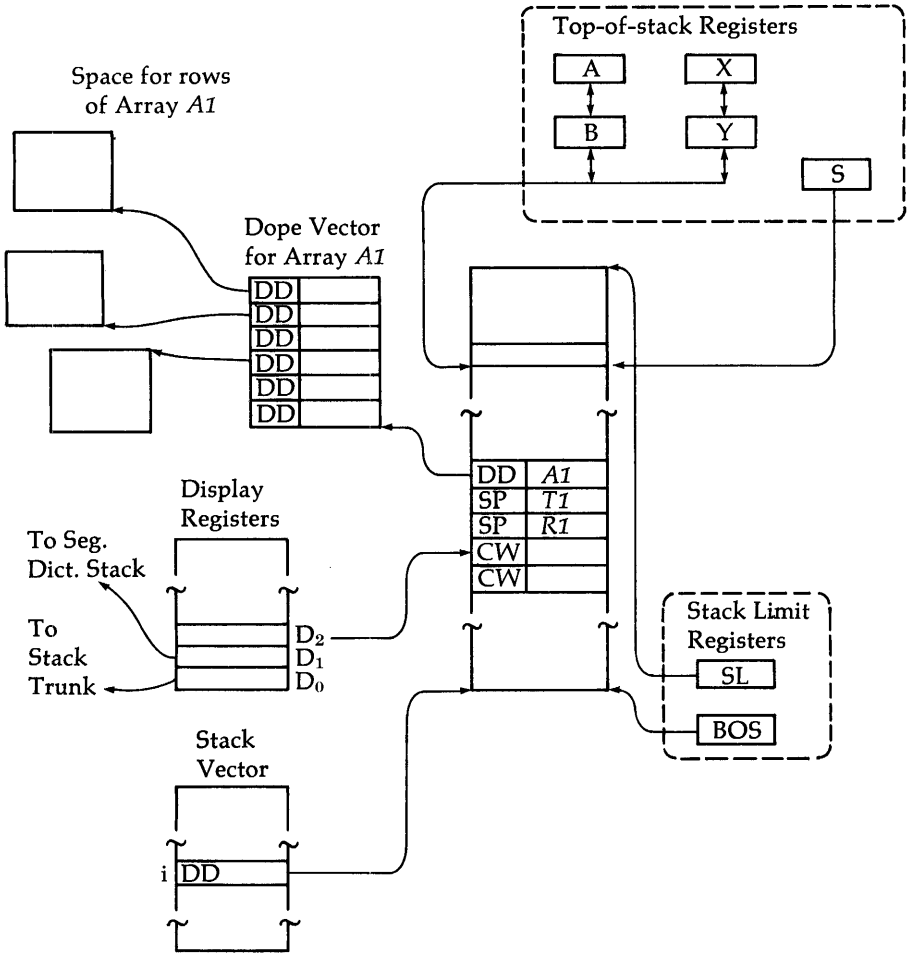 Top-of-stack Registers
A
X
B
Y
S
Space for rows
of Array A1
Dope Vector
for Array A1
DD
DD
DD
DD
DD
DD
DD A1
SP T1
SP R1
CW
CW
Display
Registers
To Seg.
Dict. Stack
To
Stack
Trunk
D₂
D₁
D₀
Stack Limit
Registers
SL
BOS
Stack
Vector
i DD